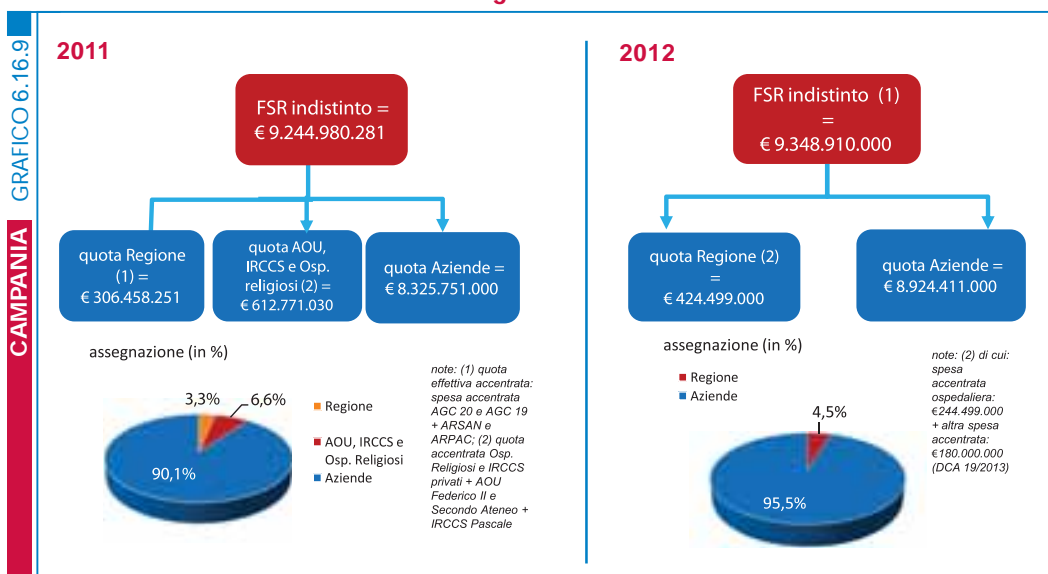 GRAFICO 6.16.9
CAMPANIA
2011
FSR indistinto =
€ 9.244.980.281
quota Regione
(1) =
€ 306.458.251
quota AOU,
IRCCS e Osp.
religiosi (2) =
€ 612.771.030
quota Aziende =
€ 8.325.751.000
assegnazione (in %)
3,3%
6,6%
90,1%
Regione
AOU, IRCCS e
Osp. Religiosi
Aziende
note: (1) quota
effettiva accentrata:
spesa accentrata
AGC 20 e AGC 19
+ ARSAN e
ARPAC; (2) quota
accentrata Osp.
Religiosi e IRCCS
privati + AOU
Federico II e
Secondo Ateneo +
IRCCS Pascale
2012
FSR indistinto (1)
=
€ 9.348.910.000
quota Regione (2)
=
€ 424.499.000
quota Aziende =
€ 8.924.411.000
assegnazione (in %)
Regione
Aziende
4,5%
95,5%
note: (2) di cui:
spesa
accentrata
ospedaliera:
€244.499.000
+ altra spesa
accentrata:
€180.000.000
(DCA 19/2013)